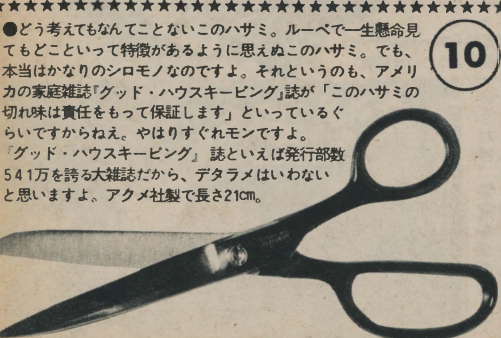 ●どう考えてもなんてことないこのハサミ。ルーペで一生懸命見
てもどこといって特徴があるように思えぬこのハサミ。でも、
本当はかなりのシロモノなのですよ。それというのも、アメリ
カの家庭雑誌『グッド・ハウスキーピング』誌が「このハサミの
切れ味は責任をもって保証します」といっているぐ
らいですからねえ。やはりすぐれモンですよ。
『グッド・ハウスキーピング』誌といえば発行部数
541万を誇る大雑誌だから、デタラメはいわない
と思いますよ。アクメ社製で長さ21cm。
10